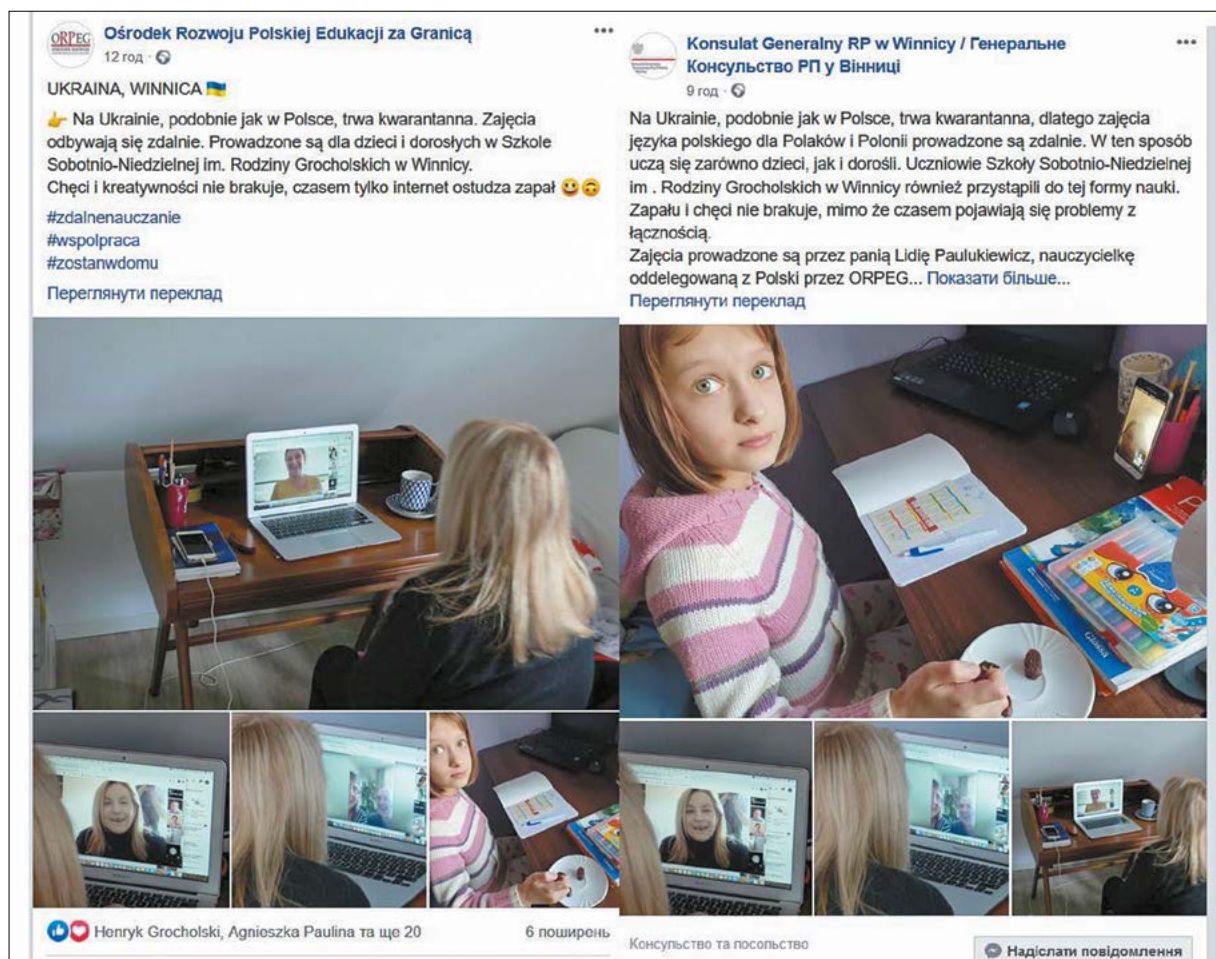 ORPEG
Ośrodek Rozwoju Polskiej Edukacji za Granicą
12 год
UKRAINA, WINNICA
Na Ukrainie, podobnie jak w Polsce, trwa kwarantanna. Zajęcia
odbywają się zdalnie. Prowadzone są dla dzieci i dorosłych w Szkole
Sobotnio-Niedzielnej im. Rodziny Grocholskich w Winnicy.
Chęci i kreatywności nie brakuje, czasem tylko internet ostudza zapał
#zdalnenauczanie
#wspolpraca
#zostanwdomu
Переглянути переклад
Henryk Grocholski, Agnieszka Paulina та ще 20
6 поширень
Konsulat Generalny RP w Winnicy / Генеральне
Консульство РП у Вінниці
9 год
Na Ukrainie, podobnie jak w Polsce, trwa kwarantanna, dlatego zajęcia
języka polskiego dla Polaków i Polonii prowadzone są zdalnie. W ten sposób
uczą się zarówno dzieci, jak i dorośli. Uczniowie Szkoły Sobotnio-Niedzielnej
im . Rodziny Grocholskich w Winnicy również przystąpili do tej formy nauki.
Zapału i chęci nie brakuje, mimo że czasem pojawiają się problemy z
łącznością.
Zajęcia prowadzone są przez panią Lidię Paulukiewicz, nauczycielkę
oddelegowaną z Polski przez ORPEG... Показати більше...
Переглянути переклад
Консульство та посольство
Надіслати повідомлення